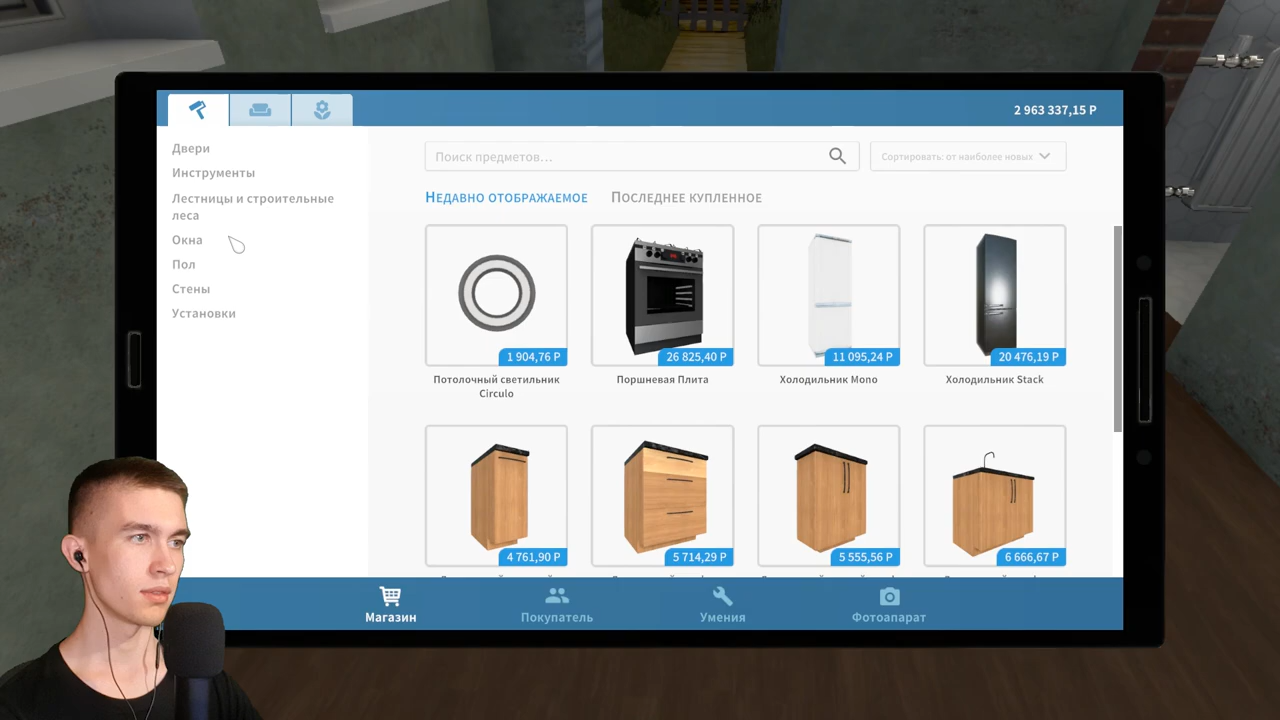 2 963 337,15 Р
Двери
Инструменты
Лестницы и строительные
леса
Окна
Пол
Стены
Установки
Поиск предметов...
Сортировать: от наиболее новых
Недавно отображаемое
Последнее купленное
1 904,76 Р
26 825,40 Р
11 095,24 Р
20 476,19 Р
Потолочный светильник
Circulo
Поршневая Плита
Холодильник Mono
Холодильник Stack
4 761,90 Р
5 714,29 Р
5 555,56 Р
6 666,67 Р
Магазин
Покупатель
Умения
Фотоапарат